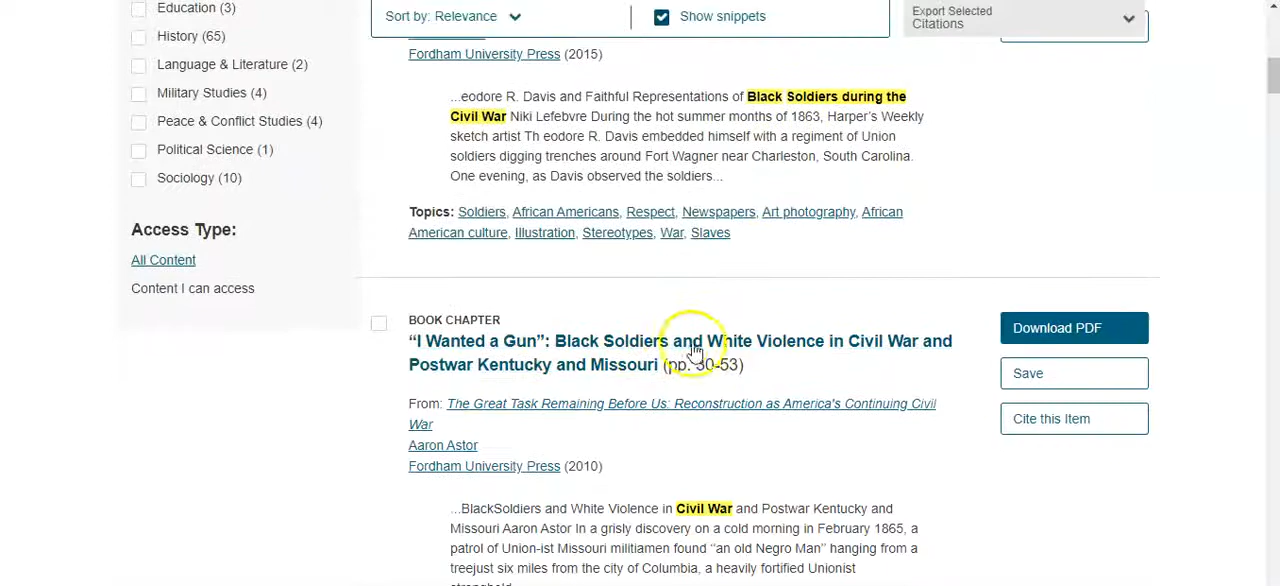 Education (3)
History (65)
Language & Literature (2)
Military Studies (4)
Peace & Conflict Studies (4)
Political Science (1)
Sociology (10)
Access Type:
All Content
Content I can access
Sort by: Relevance
Show snippets
Export Selected
Citations
Fordham University Press (2015)
...eodore R. Davis and Faithful Representations of Black Soldiers during the
Civil War Niki Lefebvre During the hot summer months of 1863, Harper's Weekly
sketch artist Th eodore R. Davis embedded himself with a regiment of Union
soldiers digging trenches around Fort Wagner near Charleston, South Carolina.
One evening, as Davis observed the soldiers...
Topics: Soldiers, African Americans, Respect, Newspapers, Art photography, African
American culture, Illustration, Stereotypes, War, Slaves
BOOK CHAPTER
“I Wanted a Gun”: Black Soldiers and White Violence in Civil War and
Postwar Kentucky and Missouri (pp. 30-53)
From: The Great Task Remaining Before Us: Reconstruction as America's Continuing Civil
War
Aaron Astor
Fordham University Press (2010)
...BlackSoldiers and White Violence in Civil War and Postwar Kentucky and
Missouri Aaron Astor In a grisly discovery on a cold morning in February 1865, a
patrol of Union-ist Missouri militiamen found “an old Negro Man” hanging from a
treejust six miles from the city of Columbia, a heavily fortified Unionist
Download PDF
Save
Cite this Item